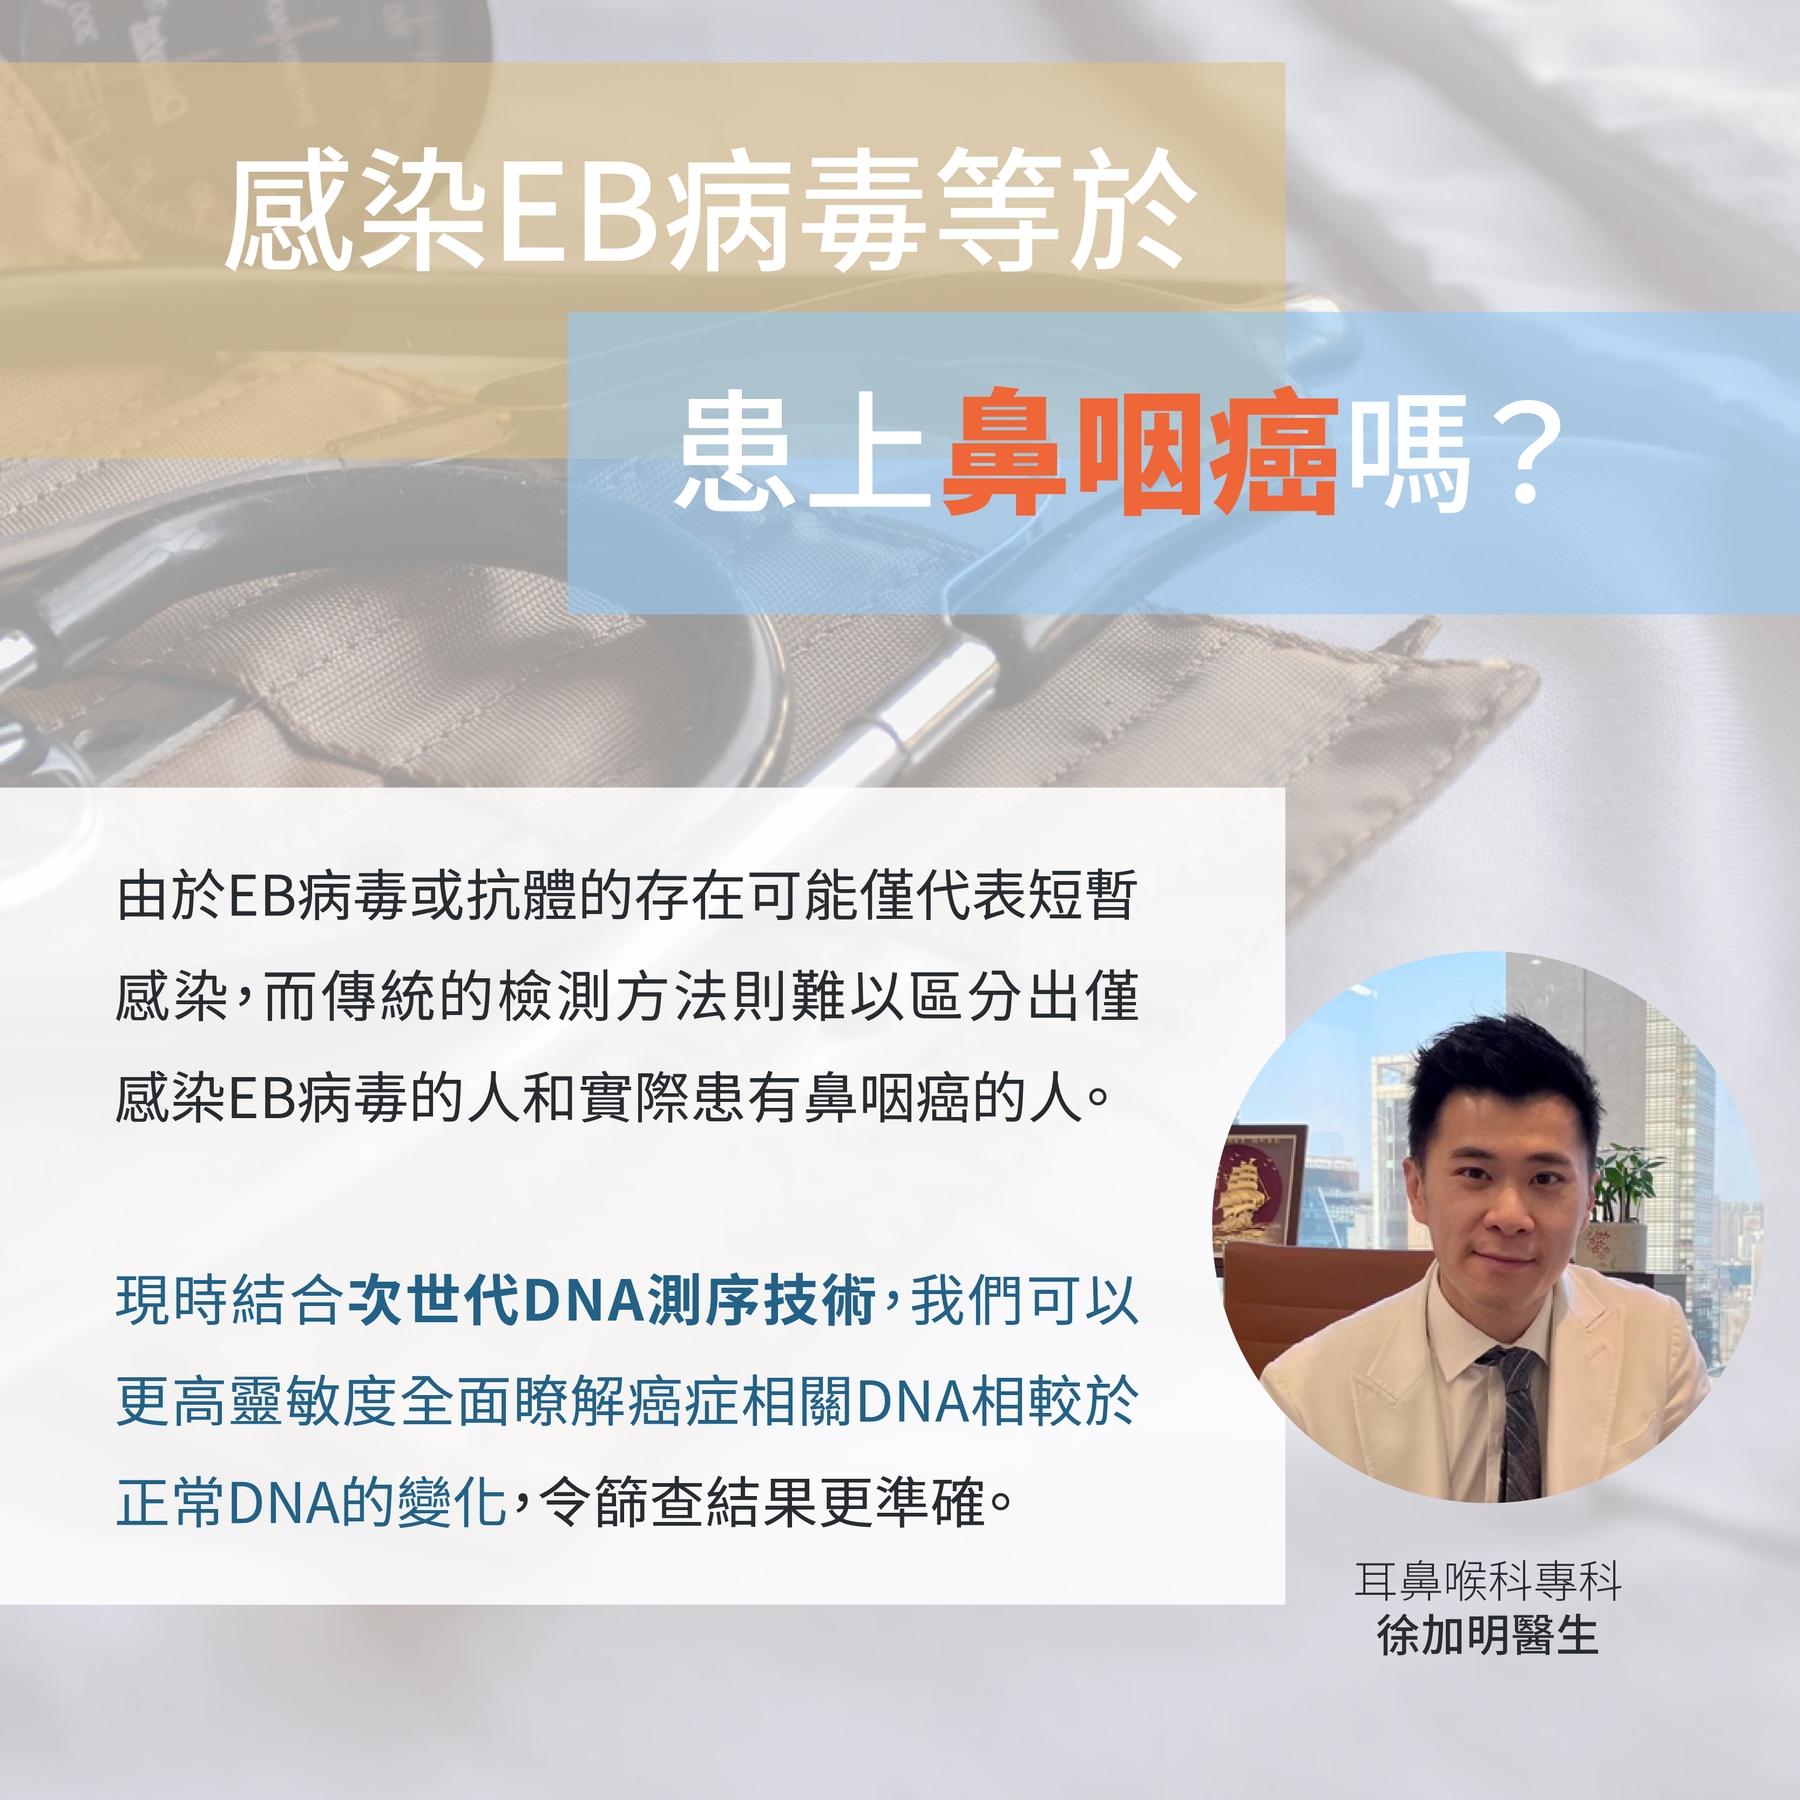 感染EB病毒等於
患上鼻咽癌嗎？
由於EB病毒或抗體的存在可能僅代表短暫
感染，而傳統的檢測方法則難以區分出僅
感染EB病毒的人和實際患有鼻咽癌的人。
現時結合次世代DNA測序技術，我們可以
更高靈敏度全面瞭解癌症相關DNA相較於
正常DNA的變化，令篩查結果更準確。
耳鼻喉科專科
徐加明醫生